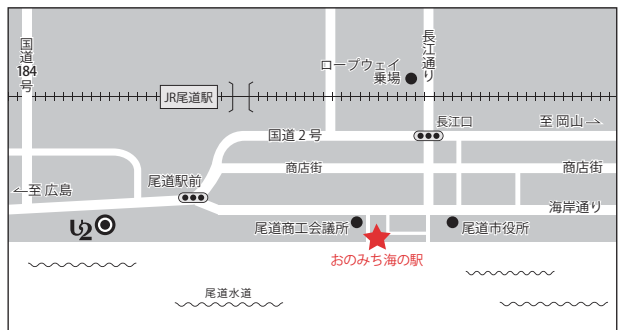 国道184号
長江通り
ロープウェイ
乗場
JR尾道駅
国道2号
長江口
至 岡山
商店街
商店街
尾道駅前
至 広島
海岸通り
U2
尾道商工会議所
尾道市役所
おのみち海の駅
尾道水道